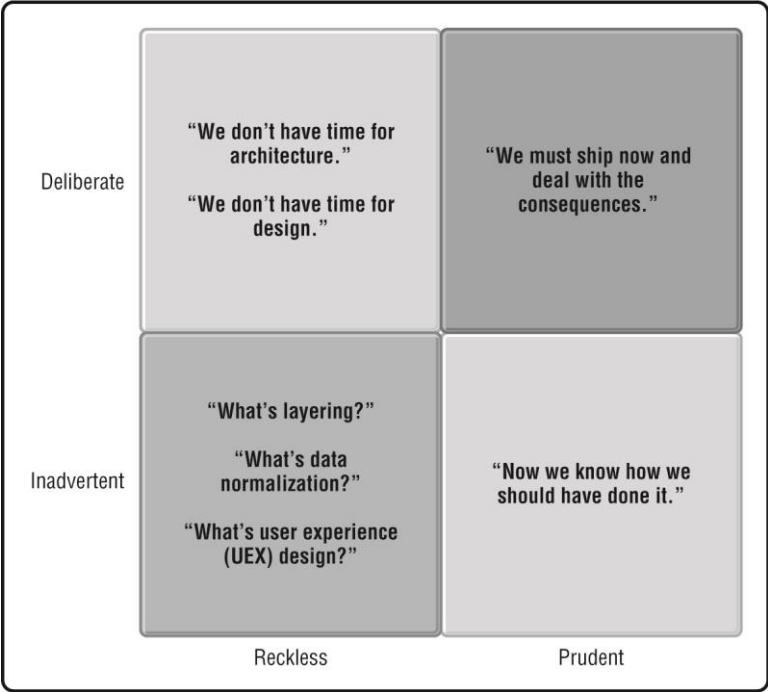 Deliberate
“We don’t have time for
architecture.”
“We don’t have time for
design.”
“We must ship now and
deal with the
consequences.”
Inadvertent
“What’s layering?”
“What’s data
normalization?”
“What’s user experience
(UEX) design?”
“Now we know how we
should have done it.”
Reckless
Prudent